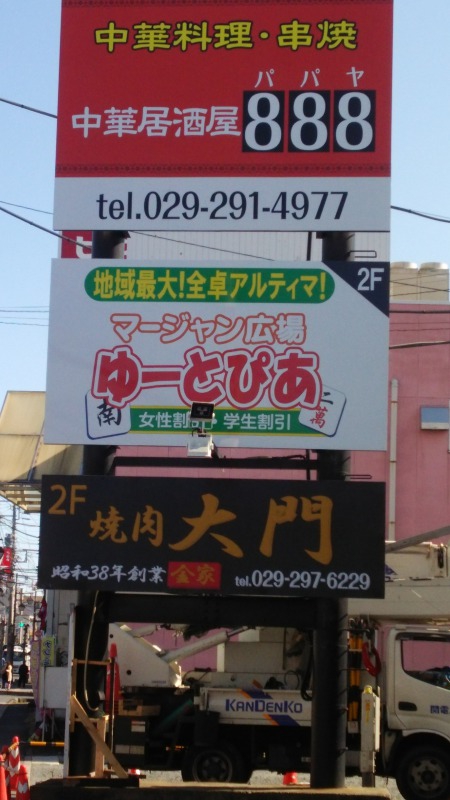 中華料理・串焼
パパヤ
中華居酒屋 888
tel.029-291-4977
地域最大!全卓アルティマ!
2F
マージャン広場
ゆーとぴあ
南
二萬
女性割引・学生割引
2F 焼肉 大門
昭和38年創業 金家 tel.029-297-6229
KANDENKO
関電